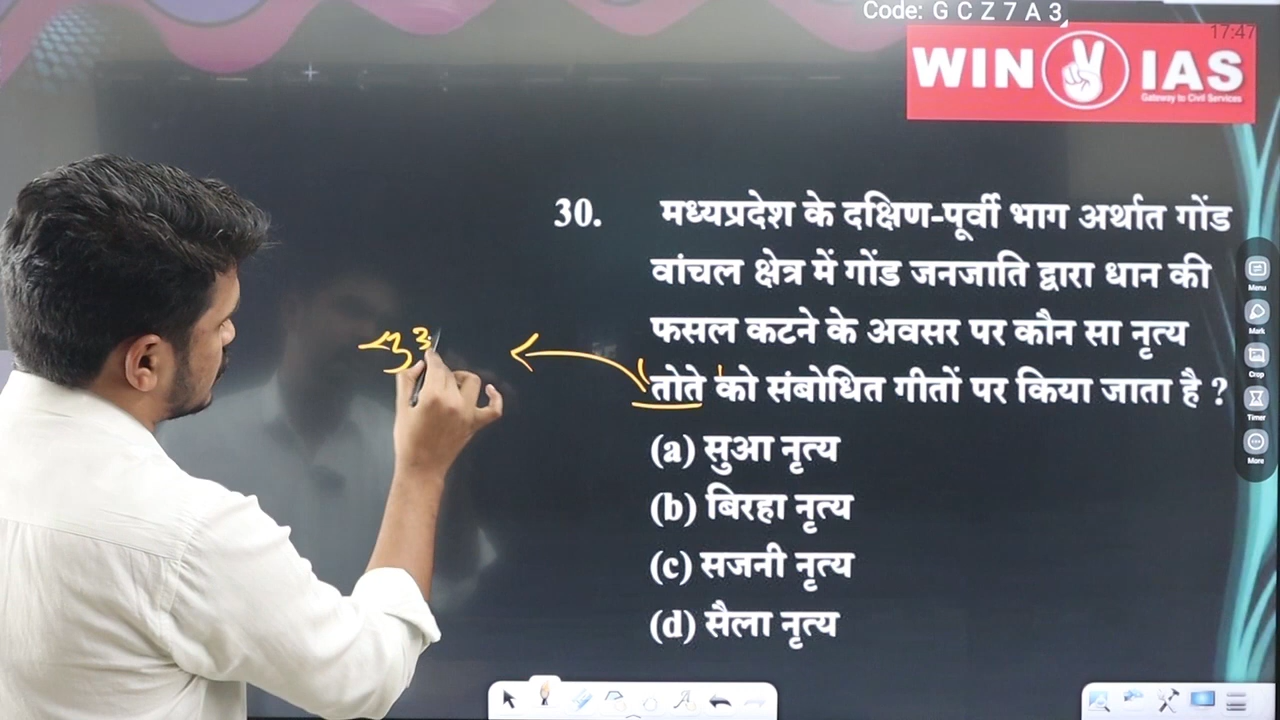 Code: G C Z 7 A 3
17:47
WIN IAS
Gateway to Civil Services
30. मध्यप्रदेश के दक्षिण-पूर्वी भाग अर्थात गोंड
वांचल क्षेत्र में गोंड जनजाति द्वारा धान की
फसल कटने के अवसर पर कौन सा नृत्य
तोते को संबोधित गीतों पर किया जाता है ?
(a) सुआ नृत्य
(b) बिरहा नृत्य
(c) सजनी नृत्य
(d) सैला नृत्य
Menu
Mark
Crop
Timer
More